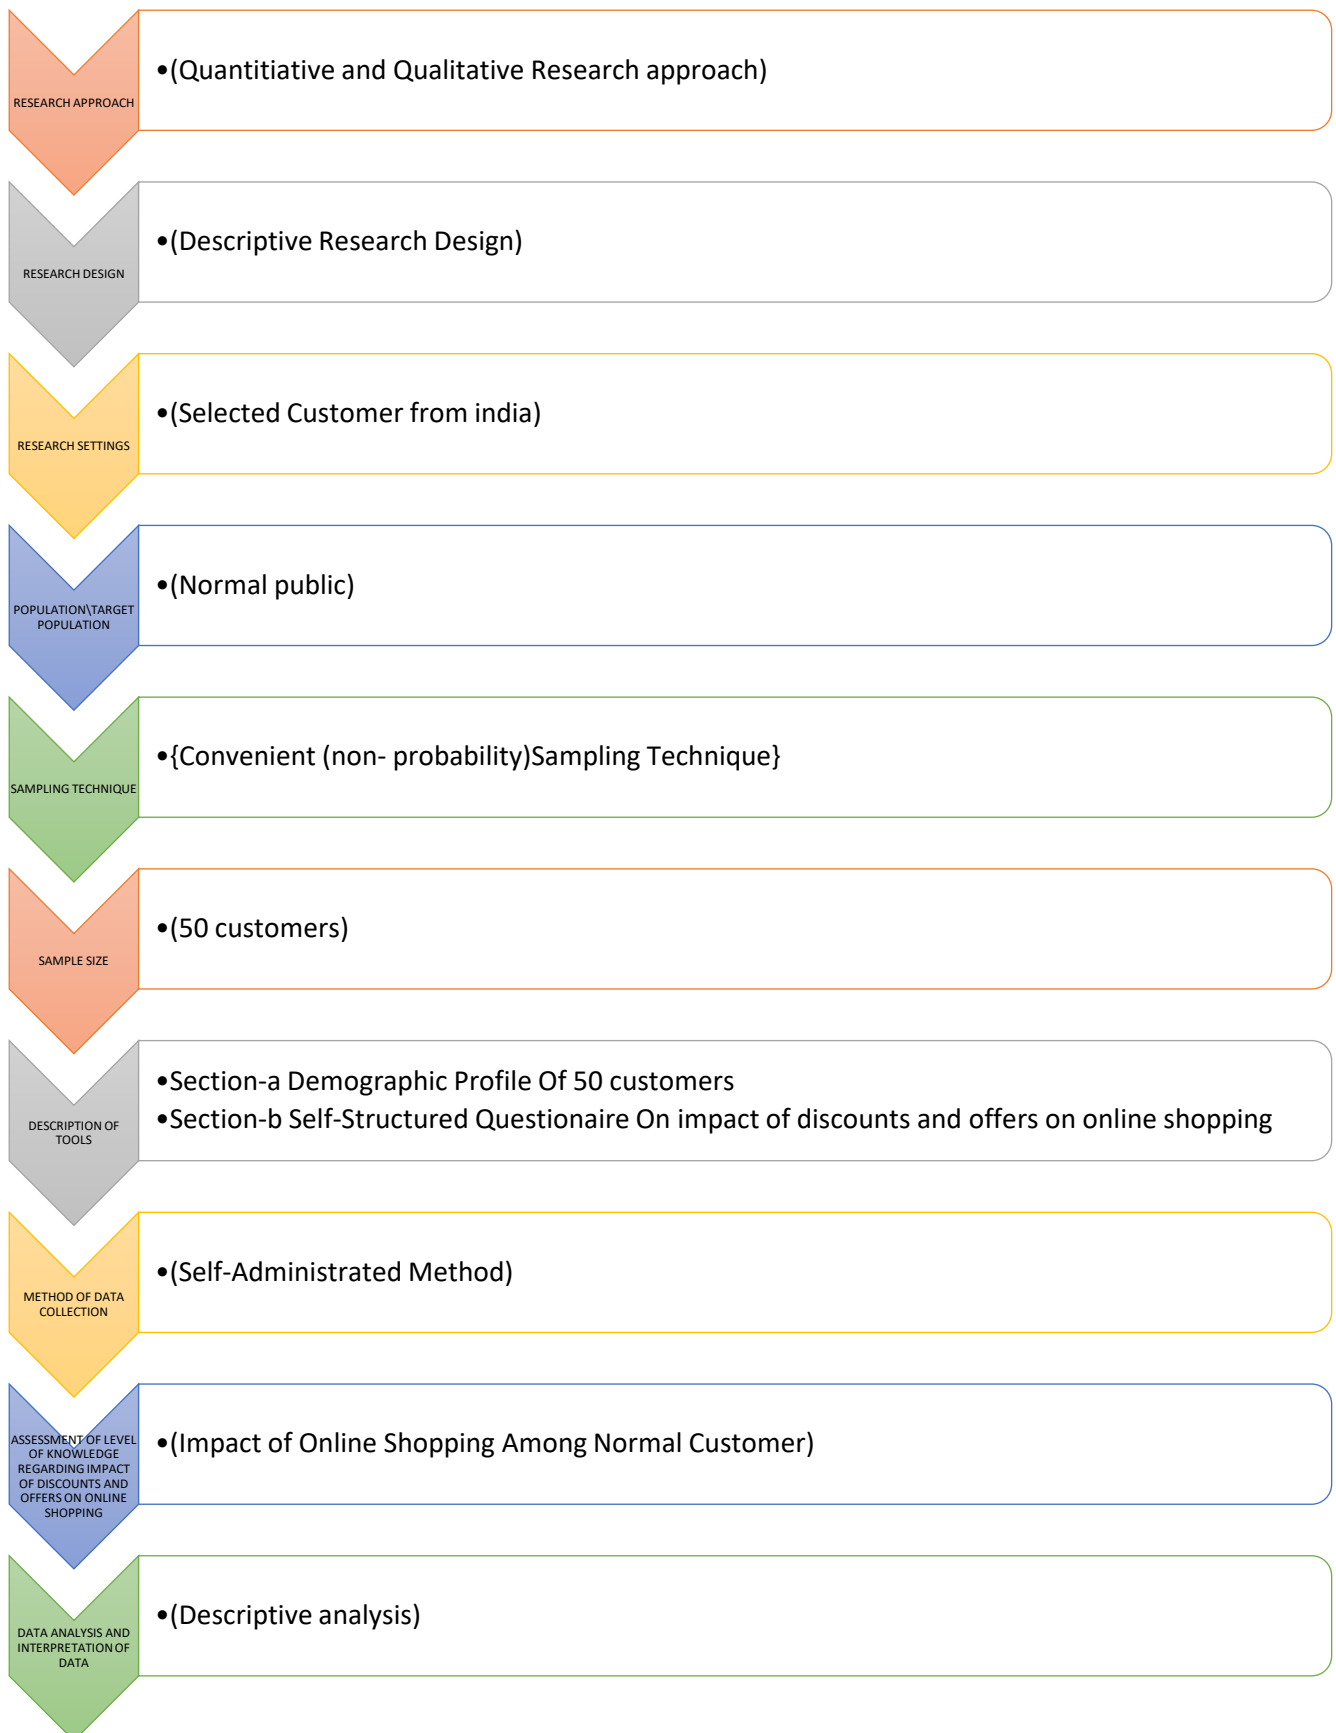 RESEARCH APPROACH
•(Quantitiative and Qualitative Research approach)
RESEARCH DESIGN
•(Descriptive Research Design)
RESEARCH SETTINGS
•(Selected Customer from india)
POPULATION\TARGET
POPULATION
•(Normal public)
SAMPLING TECHNIQUE
•{Convenient (non- probability)Sampling Technique}
SAMPLE SIZE
•(50 customers)
DESCRIPTION OF
TOOLS
•Section-a Demographic Profile Of 50 customers
•Section-b Self-Structured Questionaire On impact of discounts and offers on online shopping
METHOD OF DATA
COLLECTION
•(Self-Administrated Method)
ASSESSMENT OF LEVEL
OF KNOWLEDGE
REGARDING IMPACT
OF DISCOUNTS AND
OFFERS ON ONLINE
SHOPPING
•(Impact of Online Shopping Among Normal Customer)
DATA ANALYSIS AND
INTERPRETATION OF
DATA
•(Descriptive analysis)